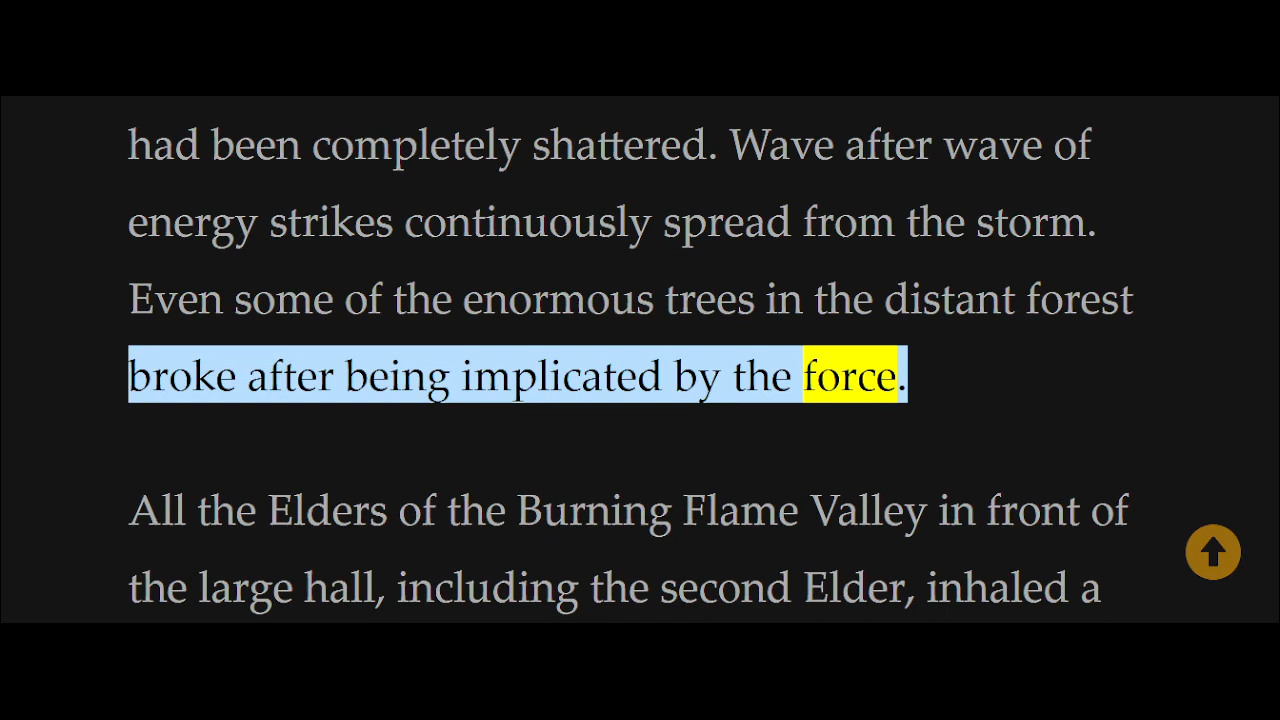 had been completely shattered. Wave after wave of
energy strikes continuously spread from the storm.
Even some of the enormous trees in the distant forest
broke after being implicated by the force.
All the Elders of the Burning Flame Valley in front of
the large hall, including the second Elder, inhaled a